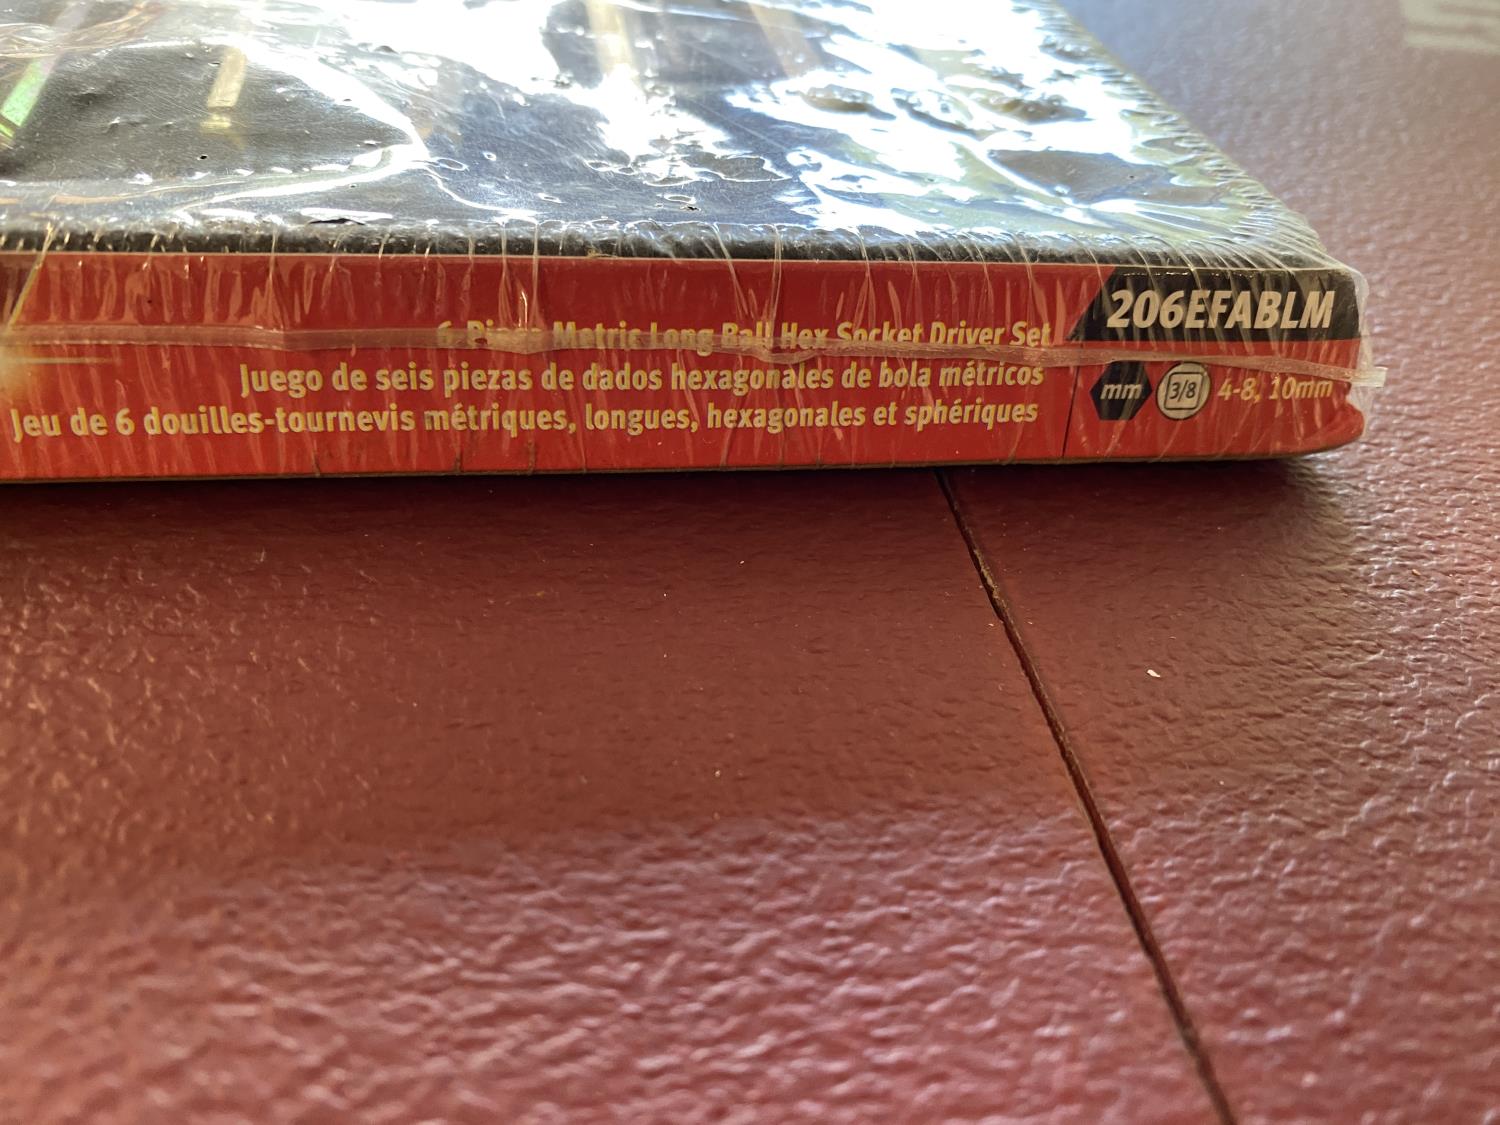 206EFABLM
6 Piece Metric Long Ball Hex Socket Driver Set
Juego de seis piezas de dados hexagonales de bola métricos
Jeu de 6 douilles-tournevis métriques, longues, hexagonales et sphériques
mm 3/8 4-8, 10mm